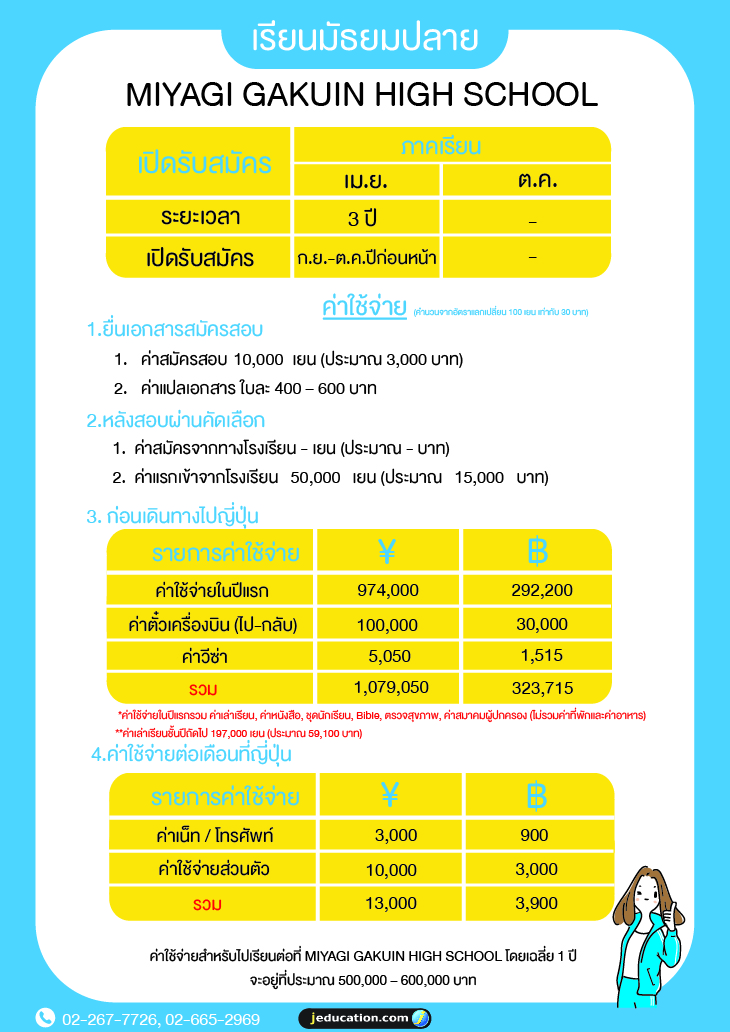 เรียนมัธยมปลาย
MIYAGI GAKUIN HIGH SCHOOL
เปิดรับสมัคร ภาคเรียน
เม.ย. ต.ค.
ระยะเวลา 3 ปี –
เปิดรับสมัคร ก.ย.-ต.ค.ปีก่อนหน้า –
ค่าใช้จ่าย (คำนวนจากอัตราแลกเปลี่ยน 100 เยน เท่ากับ 30 บาท)
1.ยื่นเอกสารสมัครสอบ
1. ค่าสมัครสอบ 10,000 เยน (ประมาณ 3,000 บาท)
2. ค่าแปลเอกสาร ใบละ 400 – 600 บาท
2.หลังสอบผ่านคัดเลือก
1. ค่าสมัครจากทางโรงเรียน - เยน (ประมาณ - บาท)
2. ค่าแรกเข้าจากโรงเรียน 50,000 เยน (ประมาณ 15,000 บาท)
3. ก่อนเดินทางไปญี่ปุ่น
รายการค่าใช้จ่าย ¥ ฿
ค่าใช้จ่ายในปีแรก 974,000 292,200
ค่าตั๋วเครื่องบิน (ไป-กลับ) 100,000 30,000
ค่าวีซ่า 5,050 1,515
รวม 1,079,050 323,715
*ค่าใช้จ่ายในปีแรกรวม ค่าเล่าเรียน, ค่าหนังสือ, ชุดนักเรียน, Bible, ตรวจสุขภาพ, ค่าสมาคมผู้ปกครอง (ไม่รวมค่าที่พักและค่าอาหาร)
**ค่าเล่าเรียนชั้นปีถัดไป 197,000 เยน (ประมาณ 59,100 บาท)
4.ค่าใช้จ่ายต่อเดือนที่ญี่ปุ่น
รายการค่าใช้จ่าย ¥ ฿
ค่าเน็ท / โทรศัพท์ 3,000 900
ค่าใช้จ่ายส่วนตัว 10,000 3,000
รวม 13,000 3,900
ค่าใช้จ่ายสำหรับไปเรียนต่อที่ MIYAGI GAKUIN HIGH SCHOOL โดยเฉลี่ย 1 ปี
จะอยู่ที่ประมาณ 500,000 – 600,000 บาท
02-267-7726, 02-665-2969 jeducation.com